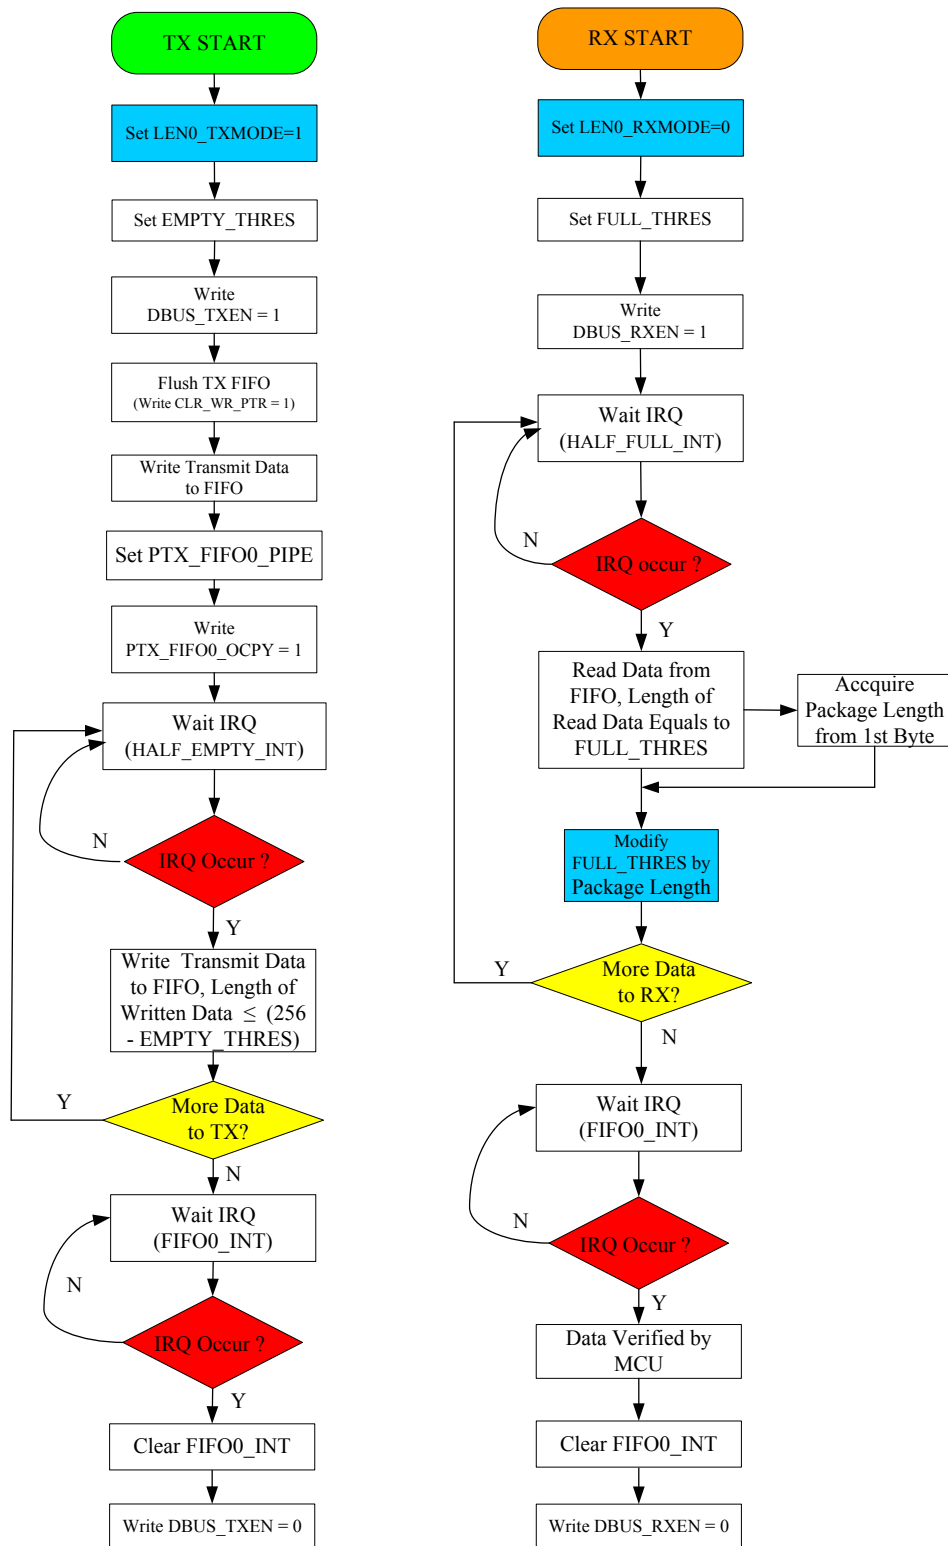 TX START
Set LEN0_TXMODE=1
Set EMPTY_THRES
Write
DBUS_TXEN = 1
Flush TX FIFO
(Write CLR_WR_PTR = 1)
Write Transmit Data
to FIFO
Set PTX_FIFO0_PIPE
Write
PTX_FIFO0_OCPY = 1
Wait IRQ
(HALF_EMPTY_INT)
N
IRQ Occur ?
Y
Write Transmit Data
to FIFO, Length of
Written Data ≤ (256
- EMPTY_THRES)
Y
More Data
to TX?
N
Wait IRQ
(FIFO0_INT)
N
IRQ Occur ?
Y
Clear FIFO0_INT
Write DBUS_TXEN = 0
RX START
Set LEN0_RXMODE=0
Set FULL_THRES
Write
DBUS_RXEN = 1
Wait IRQ
(HALF_FULL_INT)
N
IRQ occur ?
Y
Read Data from
FIFO, Length of
Read Data Equals to
FULL_THRES
Accquire
Package Length
from 1st Byte
Modify
FULL_THRES by
Package Length
Y
More Data
to RX?
N
Wait IRQ
(FIFO0_INT)
N
IRQ Occur ?
Y
Data Verified by
MCU
Clear FIFO0_INT
Write DBUS_RXEN = 0